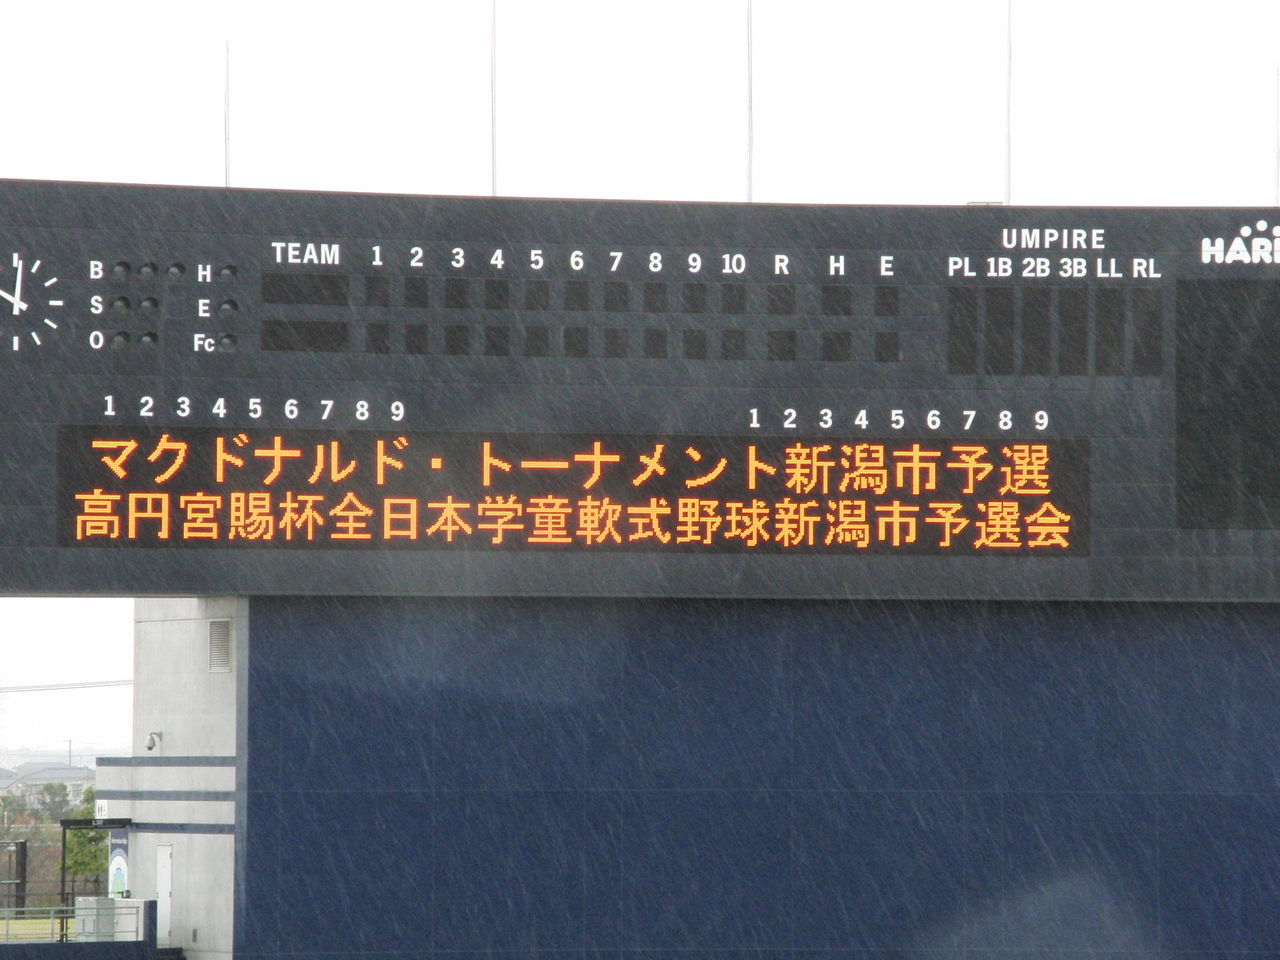 UMPIRE
TEAM 1 2 3 4 5 6 7 8 9 10 R H E
PL 1B 2B 3B LL RL
B H
S E
O Fc
1 2 3 4 5 6 7 8 9
1 2 3 4 5 6 7 8 9
マクドナルド・トーナメント新潟市予選
高円宮賜杯全日本学童軟式野球新潟市予選会